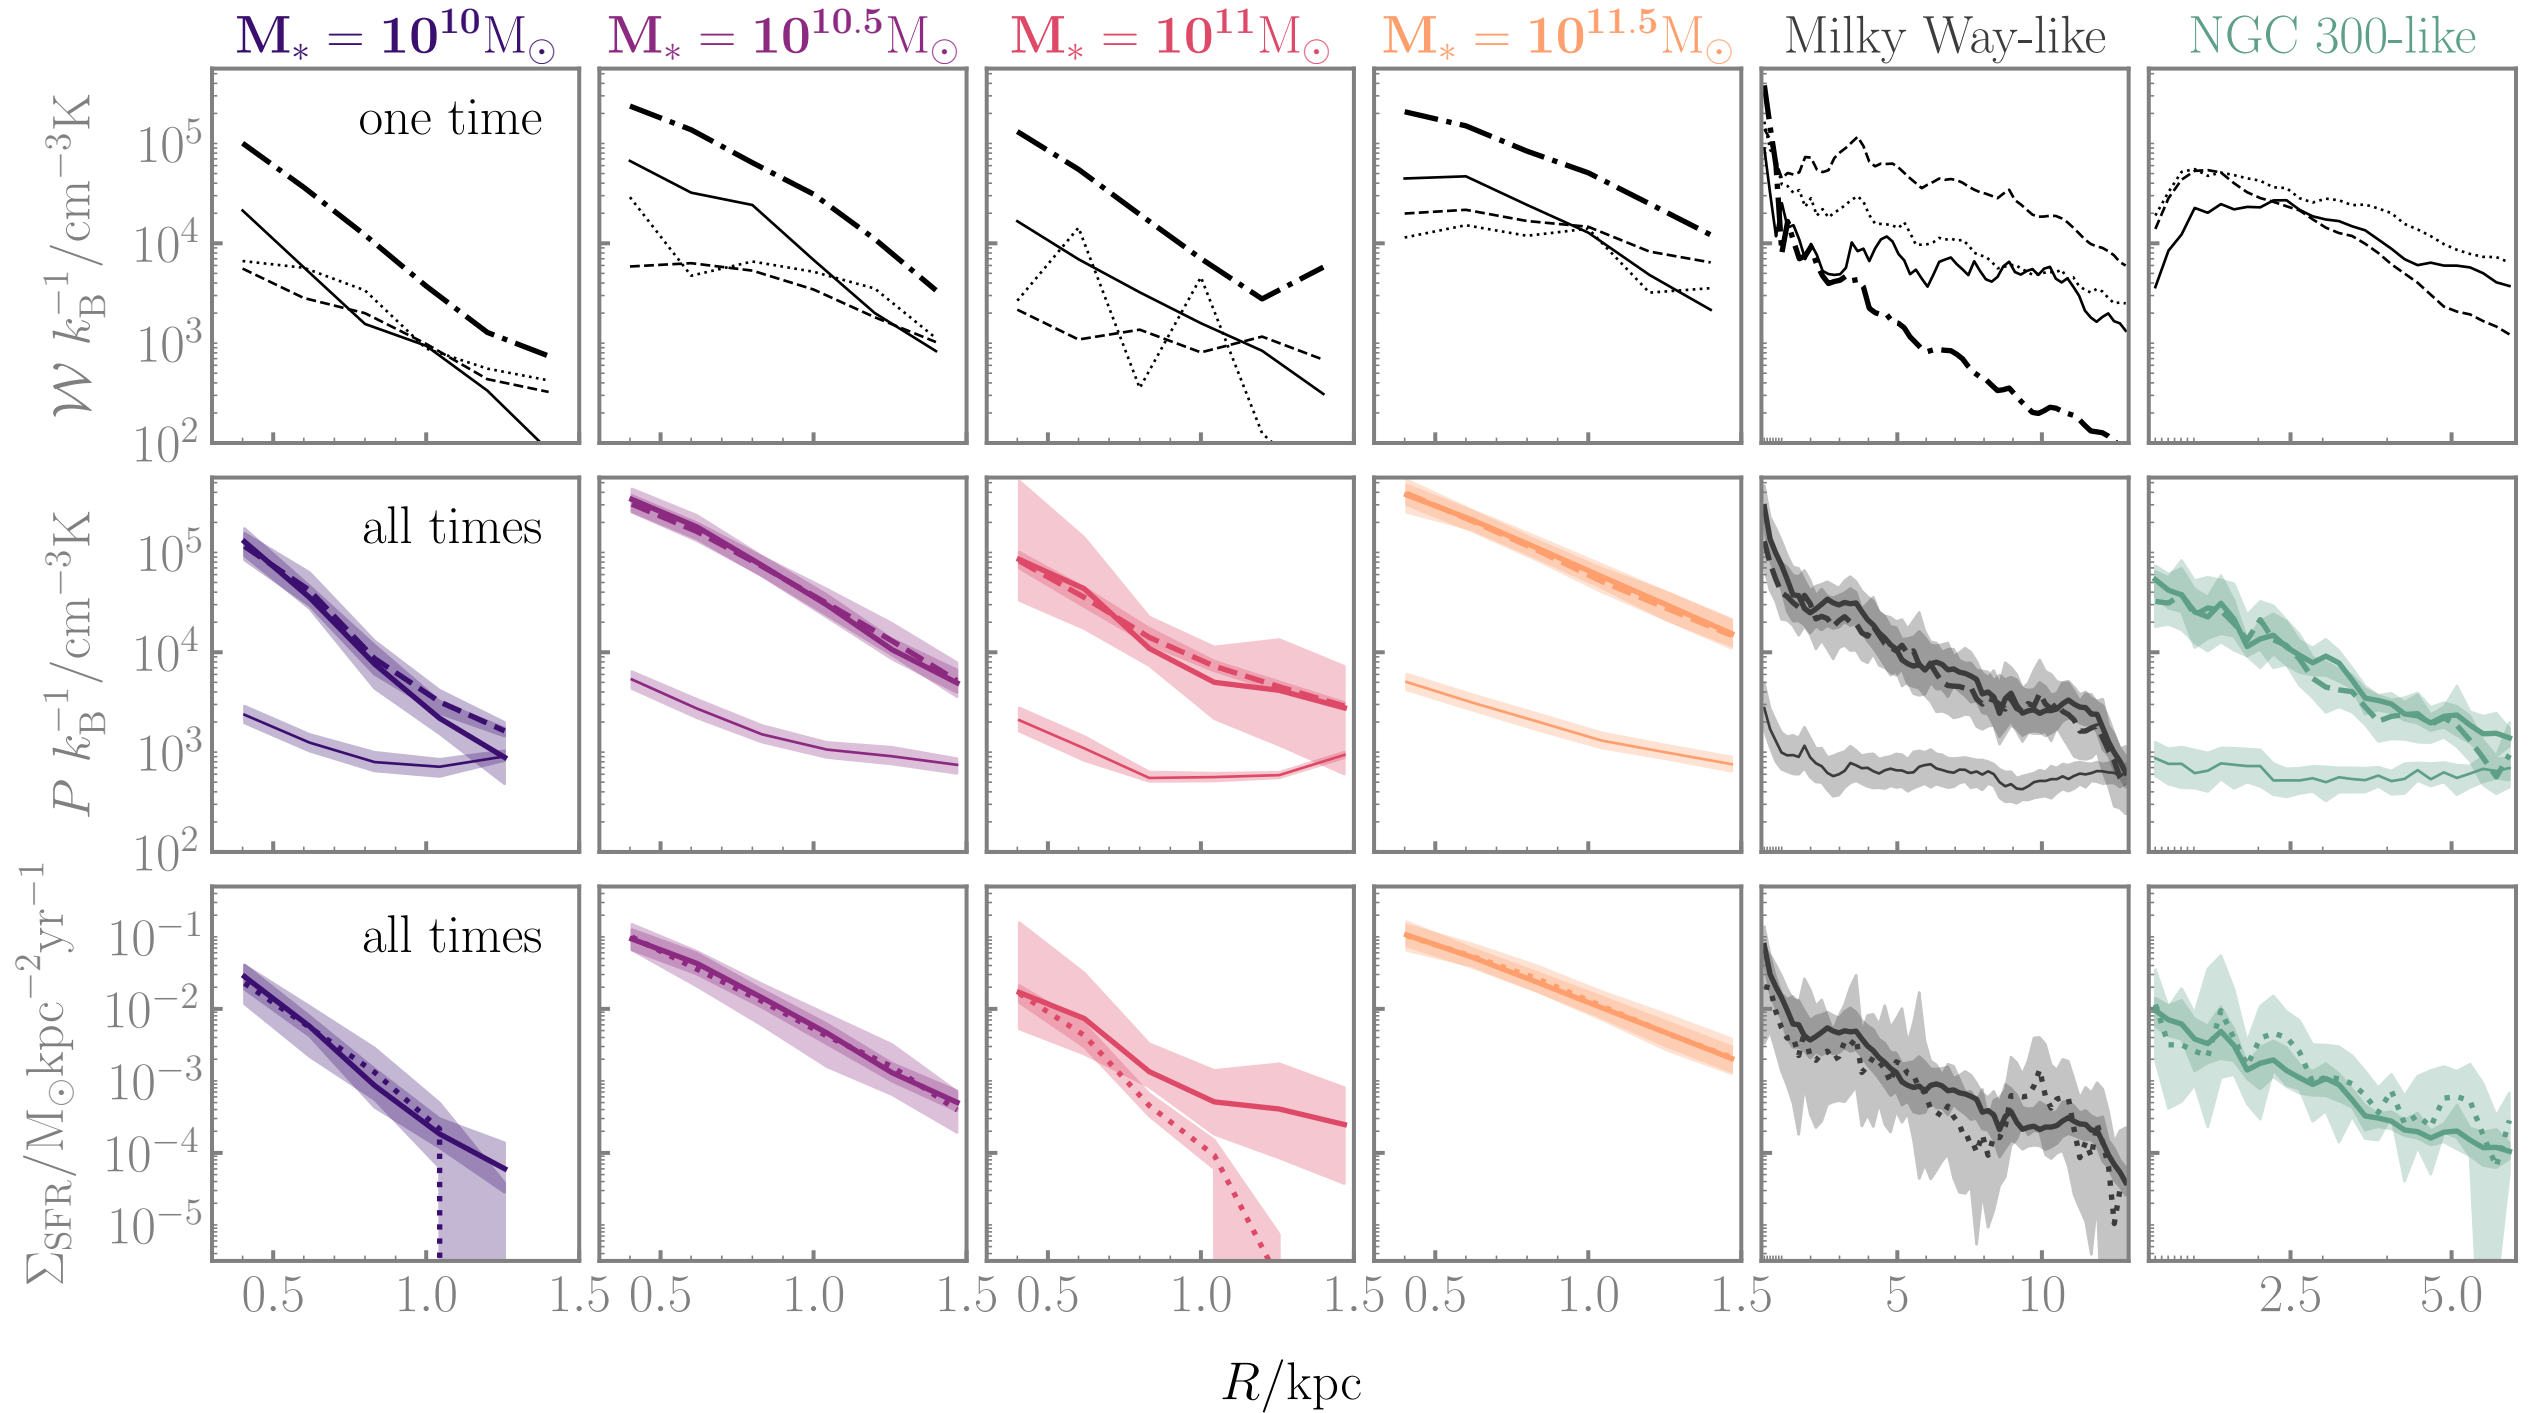 M∗ = 10^10 M⊙ M∗ = 10^10.5 M⊙ M∗ = 10^11 M⊙ M∗ = 10^11.5 M⊙ Milky Way-like NGC 300-like
𝒲 k_B^−1/cm^−3K
10^5
10^4
10^3
10^2
one time
P k_B^−1/cm^−3K
10^5
10^4
10^3
10^2
all times
Σ_SFR/M⊙kpc^−2yr^−1
10^−1
10^−2
10^−3
10^−4
10^−5
all times
0.5 1.0 1.5 0.5 1.0 1.5 0.5 1.0 1.5 0.5 1.0 1.5 5 10 2.5 5.0
R/kpc